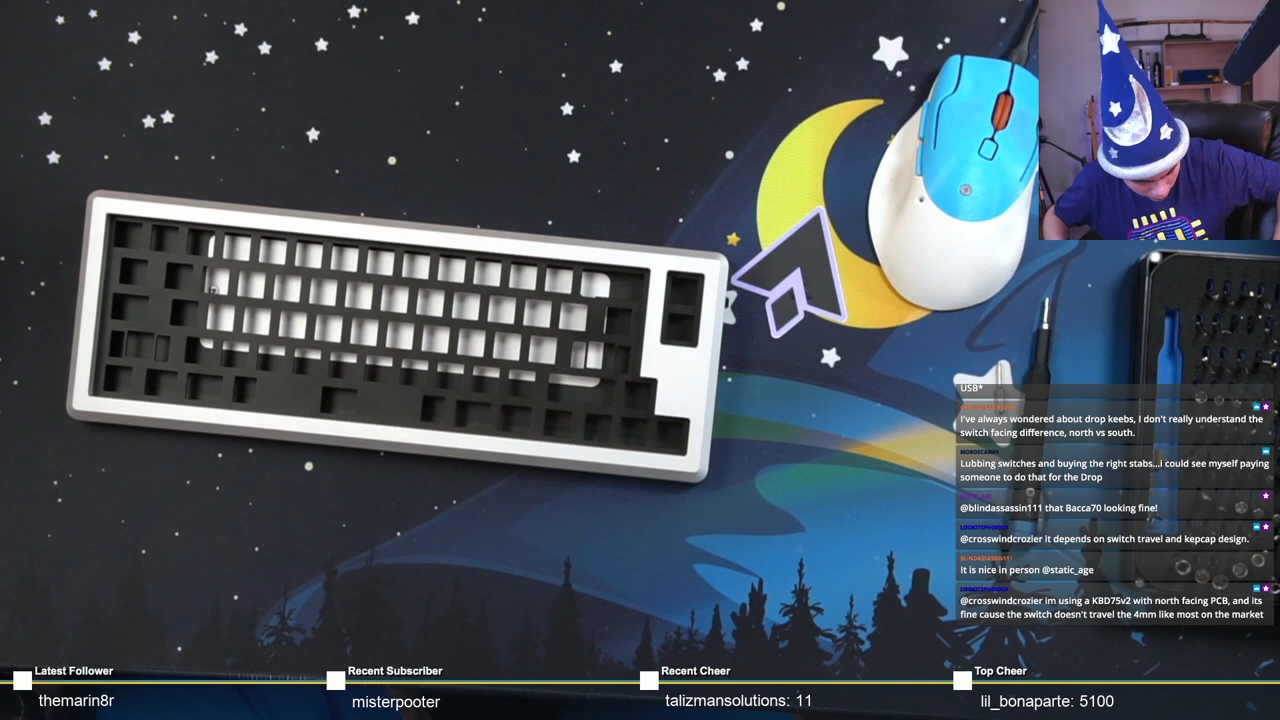 USB*
I've always wondered about drop keebs, I don't really understand the
switch facing difference, north vs south.
Lubbing switches and buying the right stabs...i could see myself paying
someone to do that for the Drop
@blindassassin111 that Bacca70 looking fine!
LOOKITSPHOENIX
@crosswindcrozier it depends on switch travel and kepcap design.
BLINDASSASSIN111
It is nice in person @static_age
LOOKITSPHOENIX
@crosswindcrozier im using a KBD75v2 with north facing PCB, and its
fine cause the switch doesn't travel the 4mm like most on the market
Latest Follower
themarin8r
Recent Subscriber
misterpooter
Recent Cheer
talizmansolutions: 11
Top Cheer
lil_bonaparte: 5100